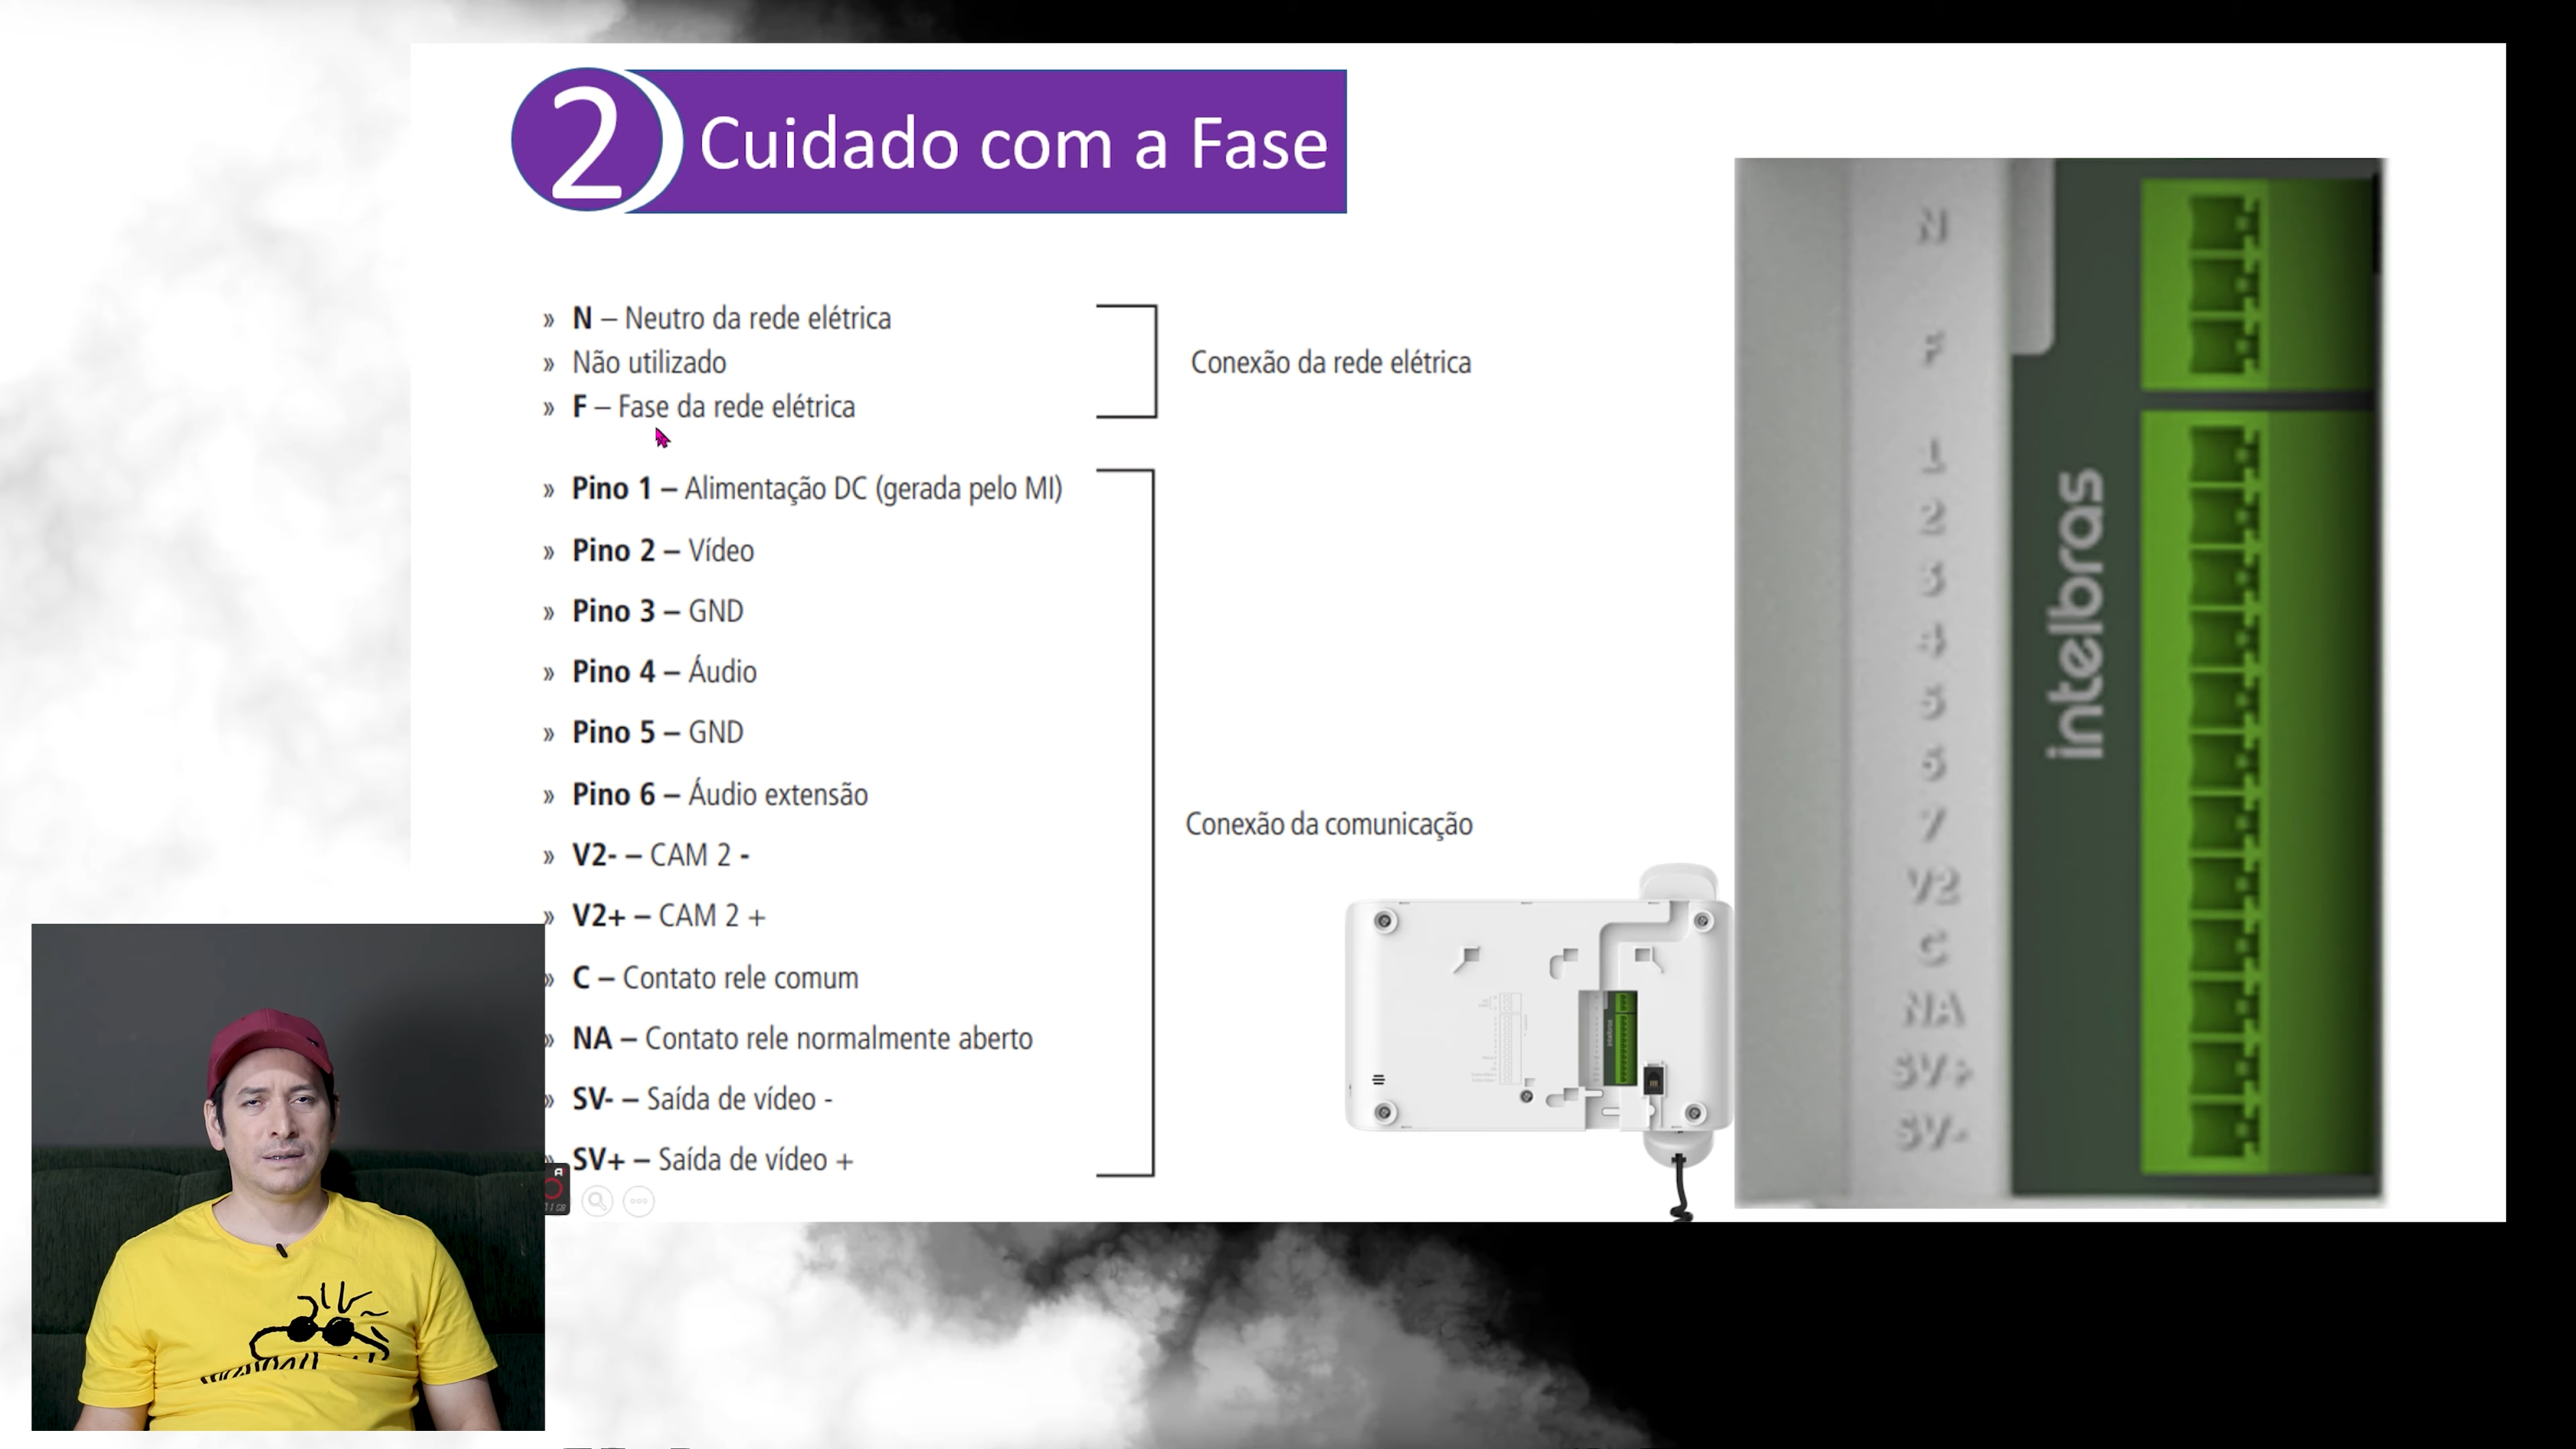 2 Cuidado com a Fase
» N – Neutro da rede elétrica
» Não utilizado
» F – Fase da rede elétrica
Conexão da rede elétrica
» Pino 1 – Alimentação DC (gerada pelo MI)
» Pino 2 – Vídeo
» Pino 3 – GND
» Pino 4 – Áudio
» Pino 5 – GND
» Pino 6 – Áudio extensão
» V2- – CAM 2 -
» V2+ – CAM 2 +
» C – Contato rele comum
» NA – Contato rele normalmente aberto
» SV- – Saída de vídeo -
» SV+ – Saída de vídeo +
Conexão da comunicação
N
F
1
2
3
4
5
6
7
V2
C
NA
SV+
SV-
intelbras